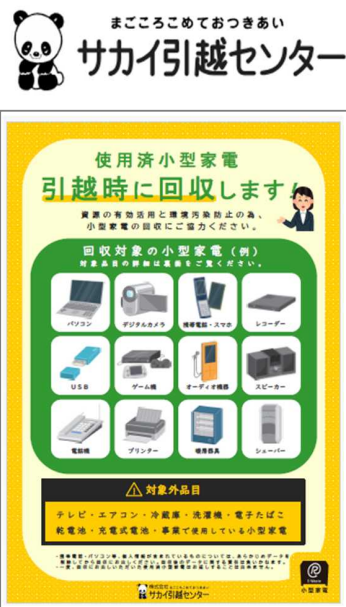 まごころこめておつきあい
サカイ引越センター
使用済小型家電
引越時に回収します!
資源の有効活用と環境汚染防止の為、
小型家電の回収にご協力ください。
回収対象の小型家電(例)
対象品目の詳細は裏面をご覧ください。
パソコン
デジタルカメラ
携帯電話・スマホ
レコーダー
USB
ゲーム機
オーディオ機器
スピーカー
電話機
プリンター
暖房器具
シェーバー
対象外品目
テレビ・エアコン・冷蔵庫・洗濯機・電子たばこ
乾電池・充電式電池・事業で使用している小型家電
小型家電
サカイ引越センター